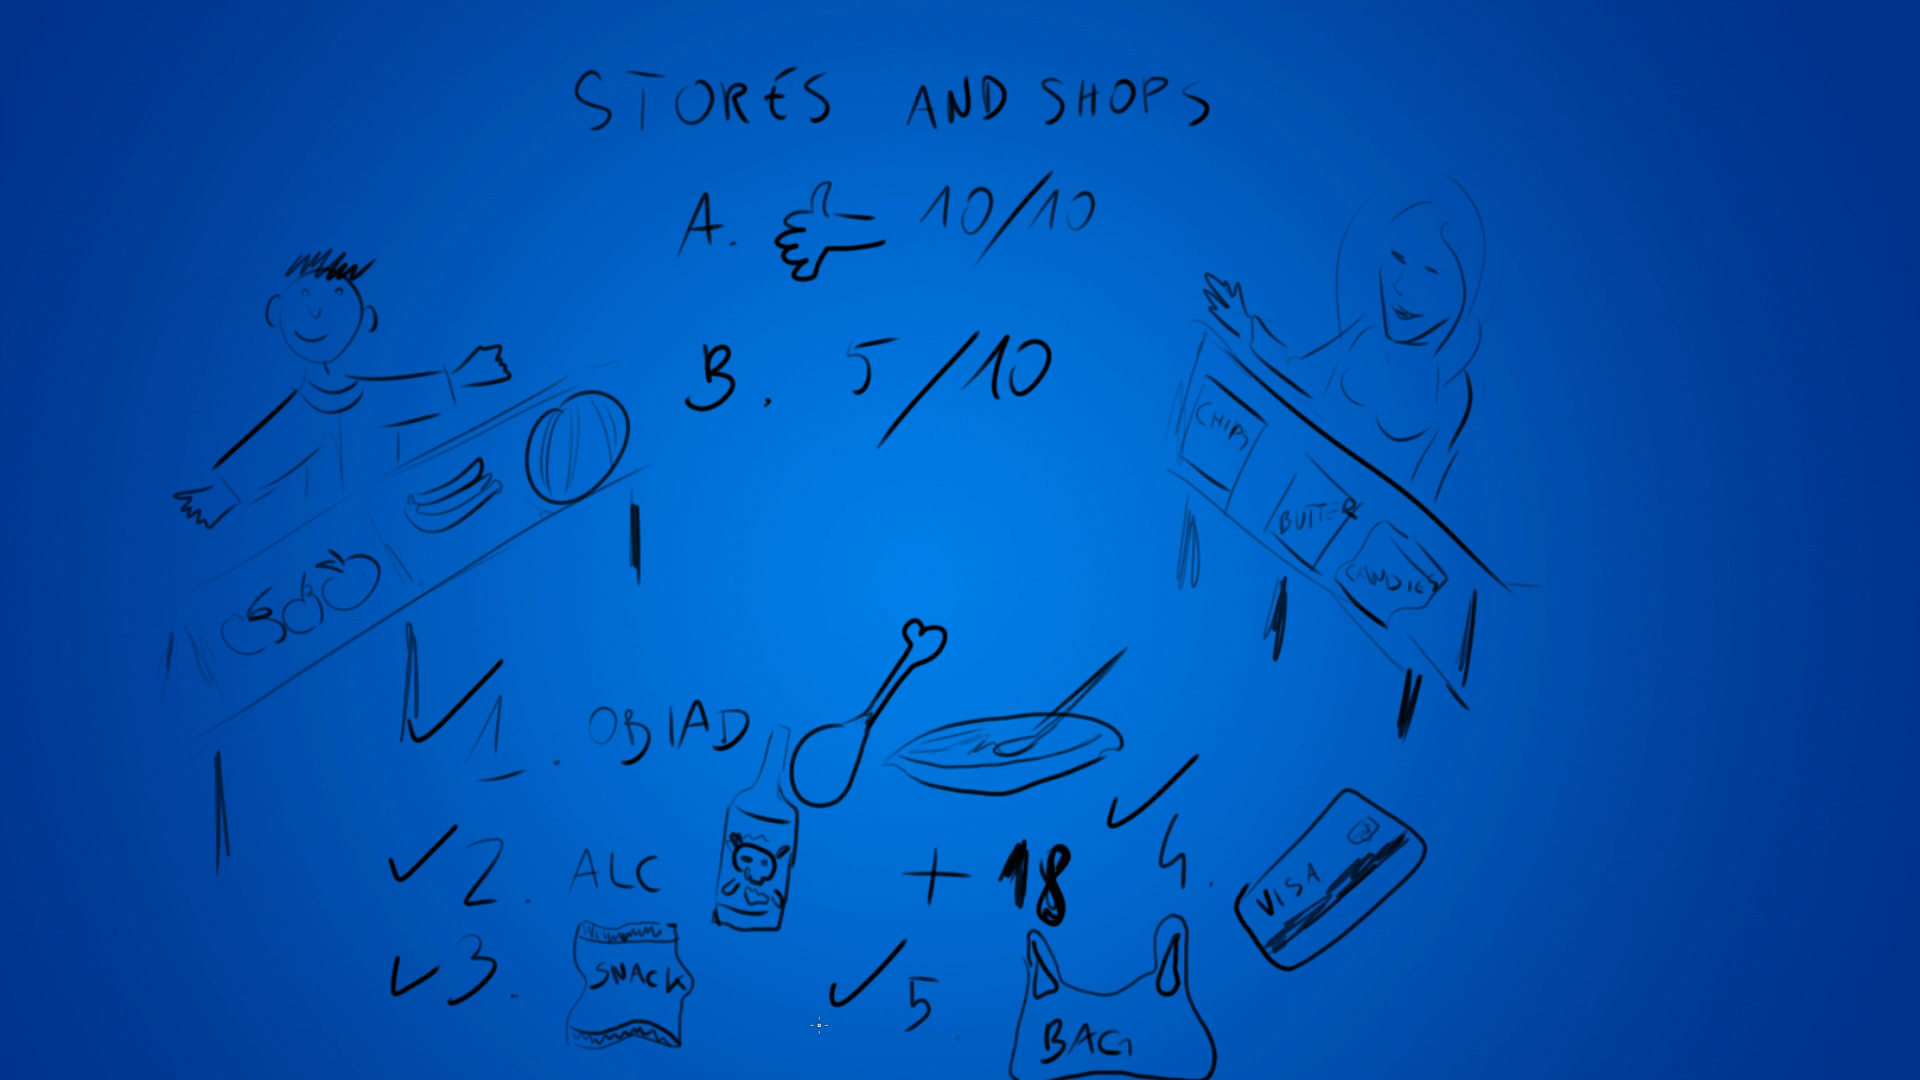 STORES AND SHOPS
A. 10/10
B. 5/10
CHIPS
BUTTER
CANDIES
1. OBIAD
2. ALC + 18
4. VISA
3. SNACK
5. BAG